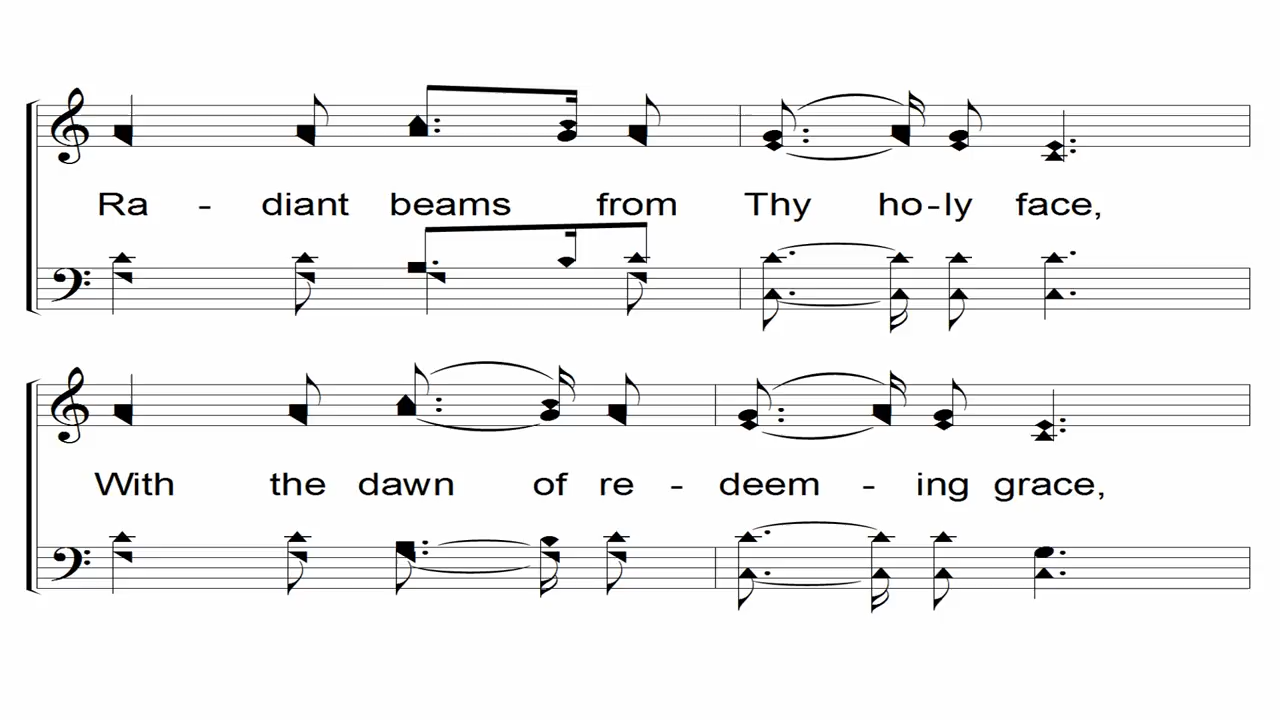 Ra - diant beams from Thy ho-ly face,
With the dawn of re - deem - ing grace,